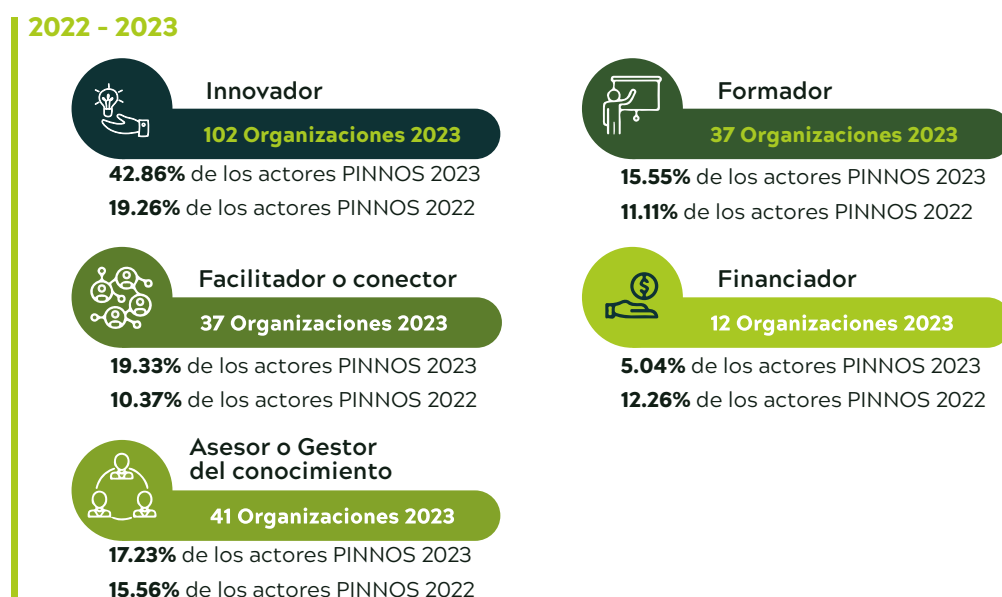 2022 - 2023
Innovador
102 Organizaciones 2023
42.86% de los actores PINNOS 2023
19.26% de los actores PINNOS 2022
Facilitador o conector
37 Organizaciones 2023
19.33% de los actores PINNOS 2023
10.37% de los actores PINNOS 2022
Asesor o Gestor
del conocimiento
41 Organizaciones 2023
17.23% de los actores PINNOS 2023
15.56% de los actores PINNOS 2022
Formador
37 Organizaciones 2023
15.55% de los actores PINNOS 2023
11.11% de los actores PINNOS 2022
Financiador
12 Organizaciones 2023
5.04% de los actores PINNOS 2023
12.26% de los actores PINNOS 2022